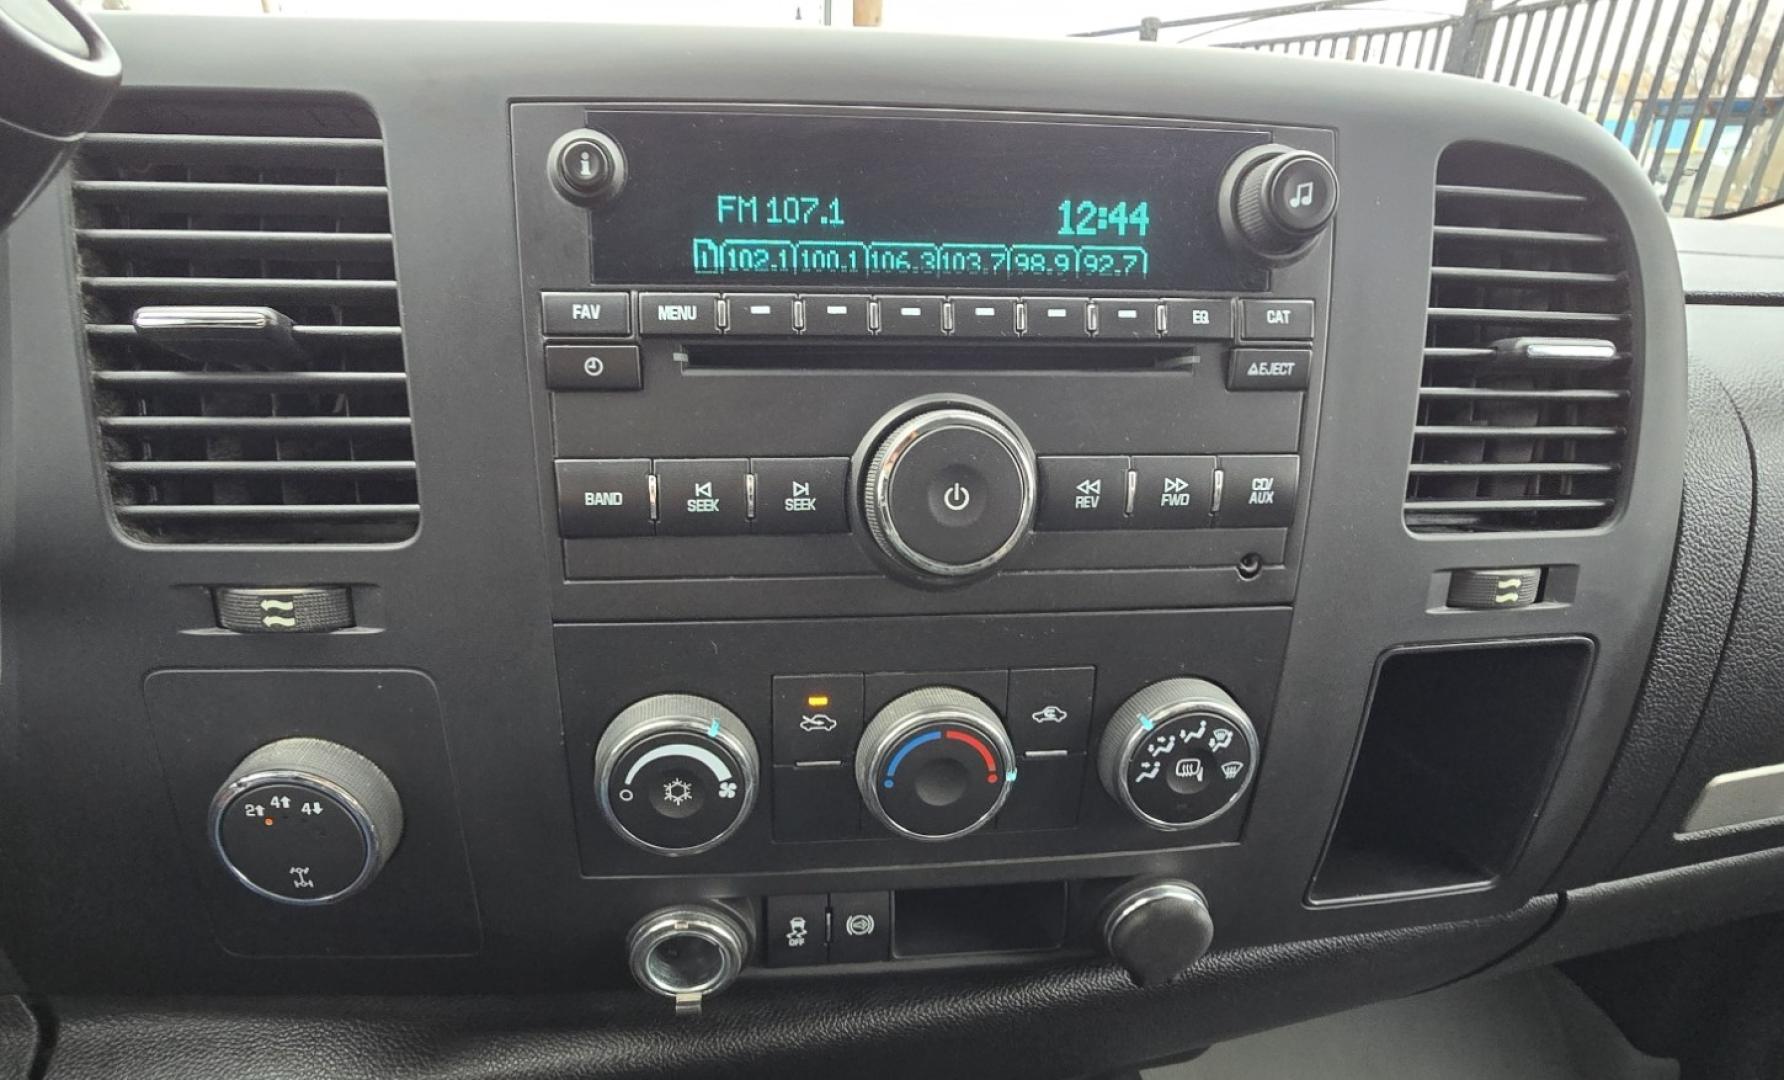 i
FM 107.1 12:44
1 102.1 100.1 106.3 103.7 98.9 92.7
FAV MENU EQ CAT
EJECT
BAND SEEK SEEK REV FWD CD/AUX
2 4 4
OFF